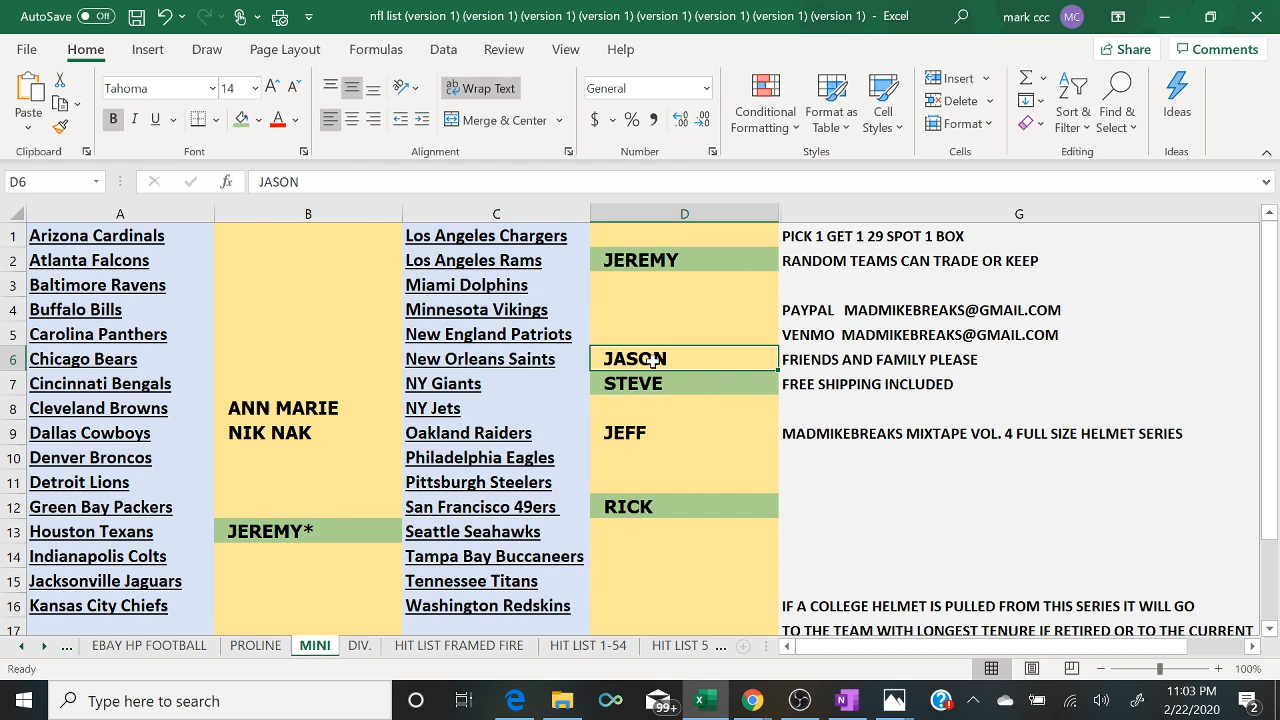 AutoSave Off nfl list (version 1) (version 1) (version 1) (version 1) (version 1) (version 1) (version 1) - Excel mark ccc MC
File Home Insert Draw Page Layout Formulas Data Review View Help Share Comments
Paste Tahoma 14 A A ab Wrap Text General Conditional Formatting Format as Table Cell Styles Insert Delete Format Sort & Filter Find & Select Ideas
B I U A Merge & Center $ % , .00
Clipboard Font Alignment Number Styles Cells Editing Ideas
D6 fx JASON
A B C D G
1 Arizona Cardinals Los Angeles Chargers PICK 1 GET 1 29 SPOT 1 BOX
2 Atlanta Falcons Los Angeles Rams JEREMY RANDOM TEAMS CAN TRADE OR KEEP
3 Baltimore Ravens Miami Dolphins
4 Buffalo Bills Minnesota Vikings PAYPAL MADMIKEBREAKS@GMAIL.COM
5 Carolina Panthers New England Patriots VENMO MADMIKEBREAKS@GMAIL.COM
6 Chicago Bears New Orleans Saints JASON FRIENDS AND FAMILY PLEASE
7 Cincinnati Bengals NY Giants STEVE FREE SHIPPING INCLUDED
8 Cleveland Browns ANN MARIE NY Jets
9 Dallas Cowboys NIK NAK Oakland Raiders JEFF MADMIKEBREAKS MIXTAPE VOL. 4 FULL SIZE HELMET SERIES
10 Denver Broncos Philadelphia Eagles
11 Detroit Lions Pittsburgh Steelers
12 Green Bay Packers San Francisco 49ers RICK
13 Houston Texans JEREMY* Seattle Seahawks
14 Indianapolis Colts Tampa Bay Buccaneers
15 Jacksonville Jaguars Tennessee Titans
16 Kansas City Chiefs Washington Redskins IF A COLLEGE HELMET IS PULLED FROM THIS SERIES IT WILL GO
17 TO THE TEAM WITH LONGEST TENURE IF RETIRED OR TO THE CURRENT
... EBAY HP FOOTBALL PROLINE MINI DIV. HIT LIST FRAMED FIRE HIT LIST 1-54 HIT LIST 5 ...
Ready 100%
Type here to search 99+ 11:03 PM
2/22/2020 2